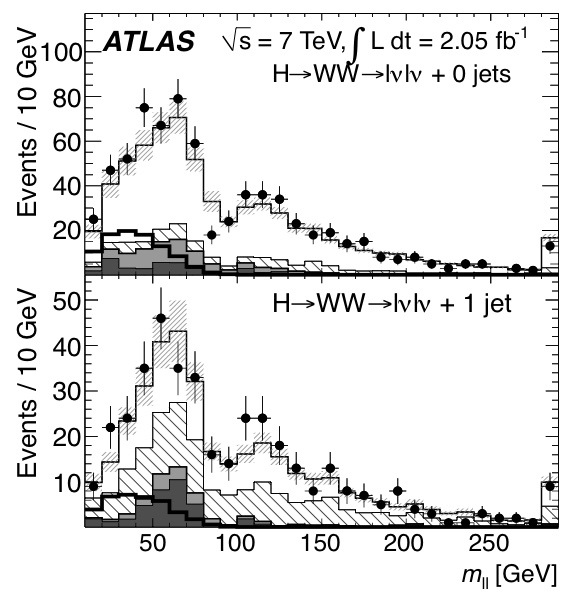 ATLAS √s = 7 TeV, ∫ L dt = 2.05 fb⁻¹
H→WW→lνlν + 0 jets
Events / 10 GeV
100
80
60
40
20
H→WW→lνlν + 1 jet
Events / 10 GeV
50
40
30
20
10
50 100 150 200 250
m_ll [GeV]